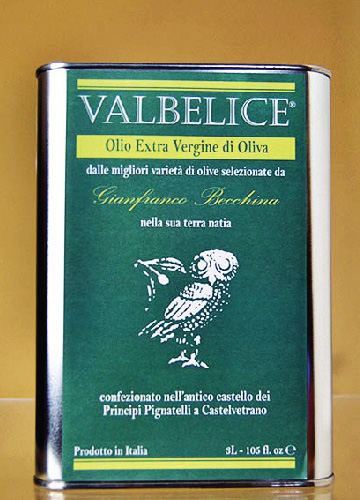 VALBELICE®
Olio Extra Vergine di Oliva
dalle migliori varietà di olive selezionate da
Gianfranco Becchina
nella sua terra natia
confezionato nell'antico castello dei
Principi Pignatelli a Castelvetrano
Prodotto in Italia 3L - 105 fl. oz ℮